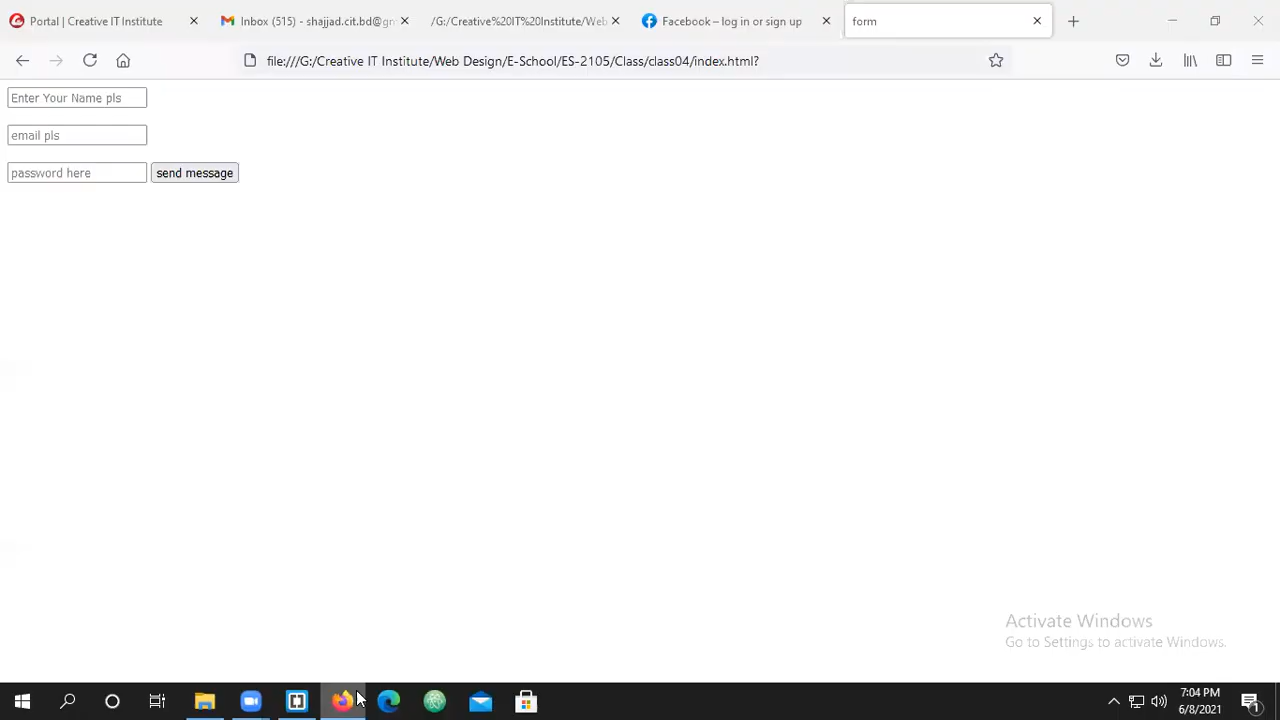 Portal | Creative IT Institute
Inbox (515) - shajjad.cit.bd@gm
/G:/Creative%20IT%20Institute/Web
Facebook – log in or sign up
form
file:///G:/Creative IT Institute/Web Design/E-School/ES-2105/Class/class04/index.html?
Enter Your Name pls
email pls
password here
send message
Activate Windows
Go to Settings to activate Windows.
7:04 PM
6/8/2021
1